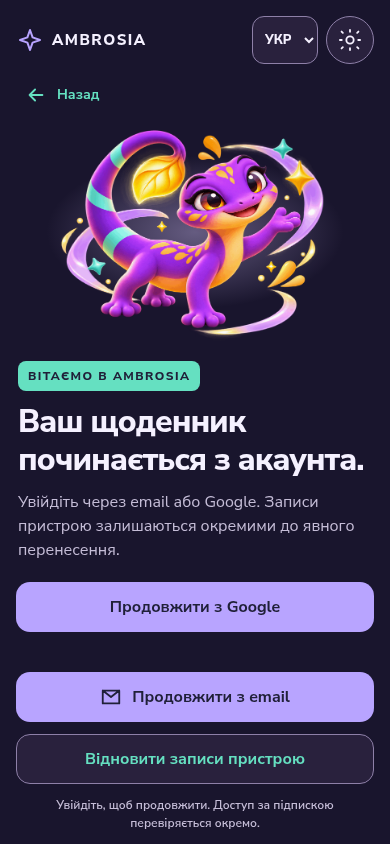 AMBROSIA
УКР
Назад
ВІТАЄМО В AMBROSIA
Ваш щоденник
починається з акаунта.
Увійдіть через email або Google. Записи
пристрою залишаються окремими до явного
перенесення.
Продовжити з Google
Продовжити з email
Відновити записи пристрою
Увійдіть, щоб продовжити. Доступ за підпискою
перевіряється окремо.